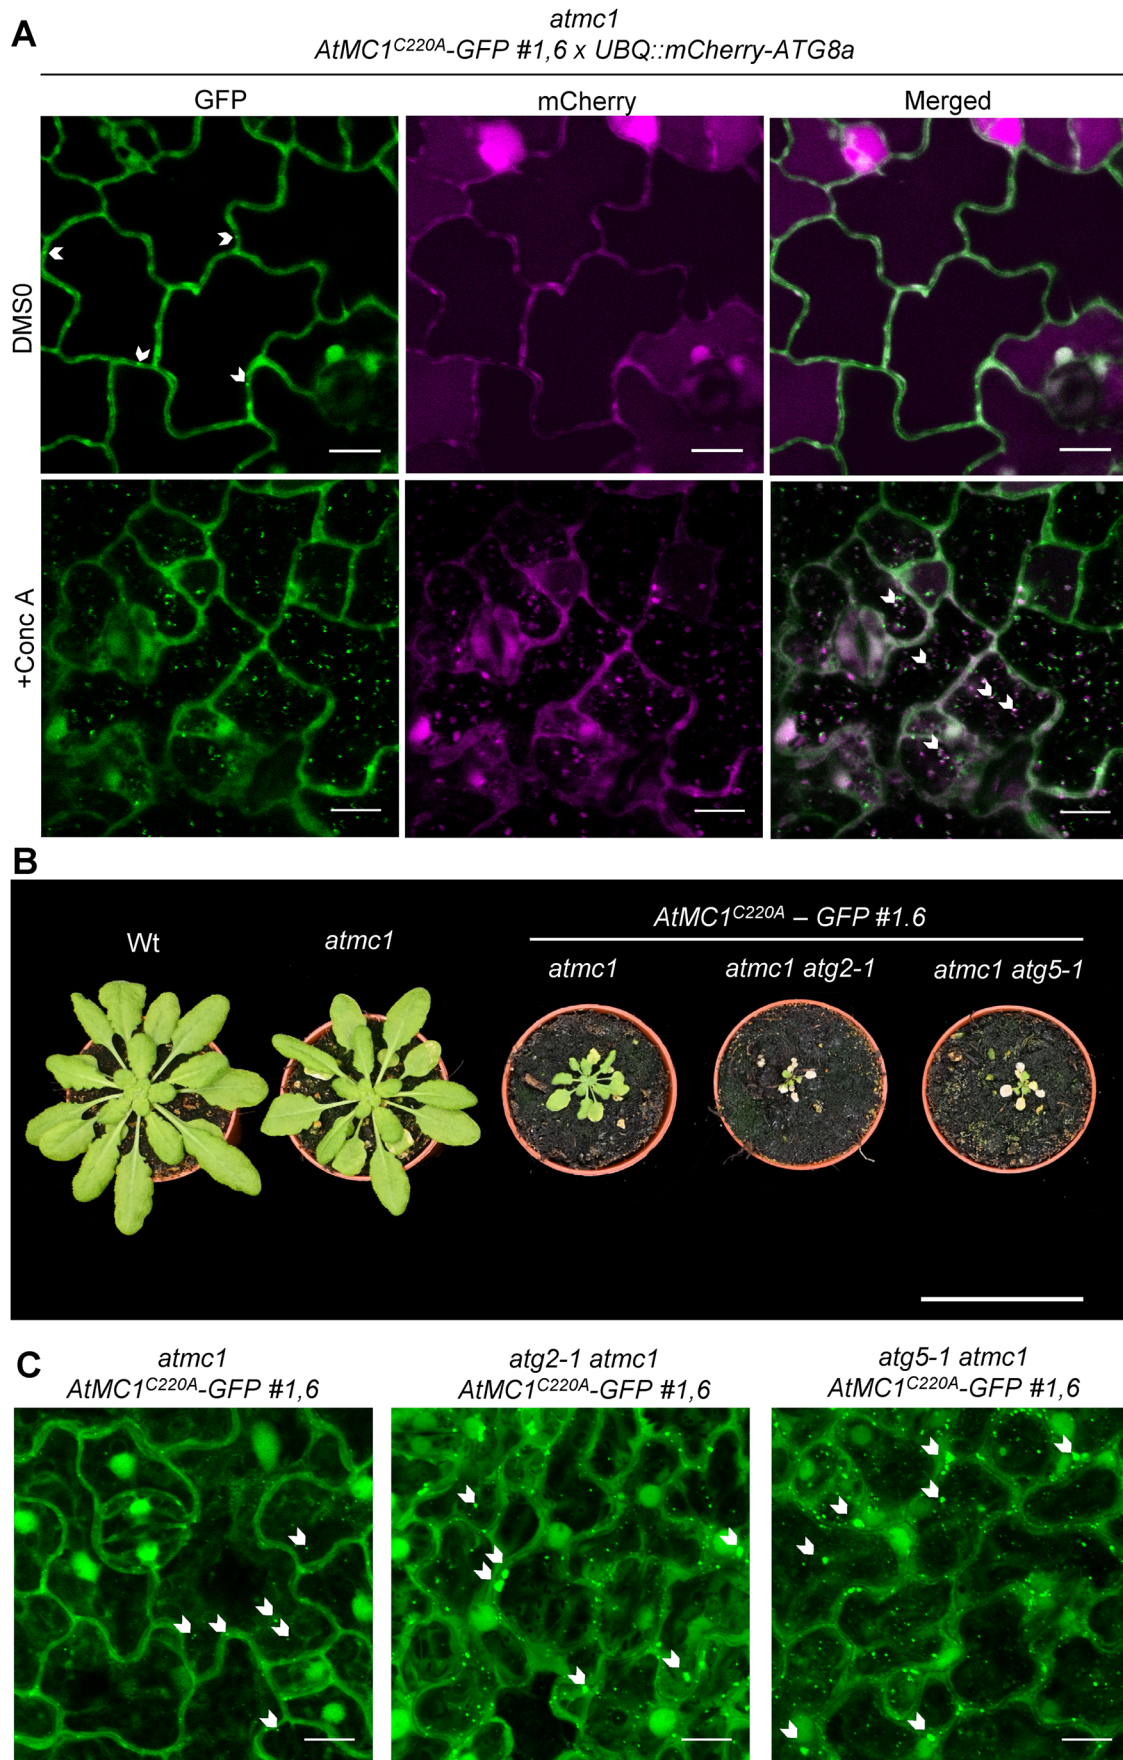 A
atmc1
AtMC1C220A-GFP #1,6 x UBQ::mCherry-ATG8a
GFP mCherry Merged
DMS0
+Conc A
B
AtMC1C220A – GFP #1.6
Wt atmc1 atmc1 atmc1 atg2-1 atmc1 atg5-1
C
atmc1 atg2-1 atmc1 atg5-1 atmc1
AtMC1C220A-GFP #1,6 AtMC1C220A-GFP #1,6 AtMC1C220A-GFP #1,6